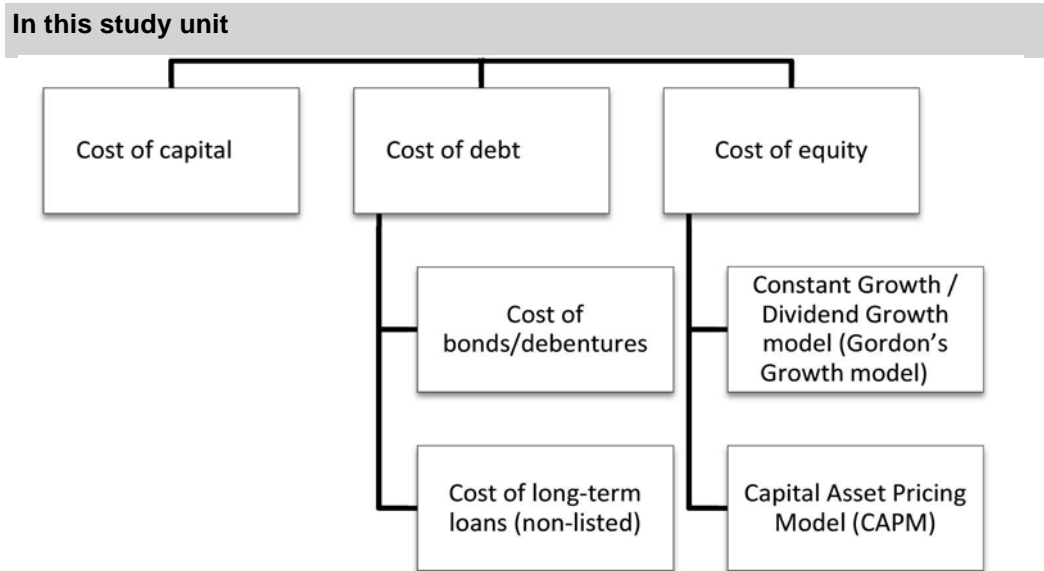 In this study unit
Cost of capital
Cost of debt
Cost of equity
Cost of
bonds/debentures
Constant Growth /
Dividend Growth
model (Gordon's
Growth model)
Cost of long-term
loans (non-listed)
Capital Asset Pricing
Model (CAPM)